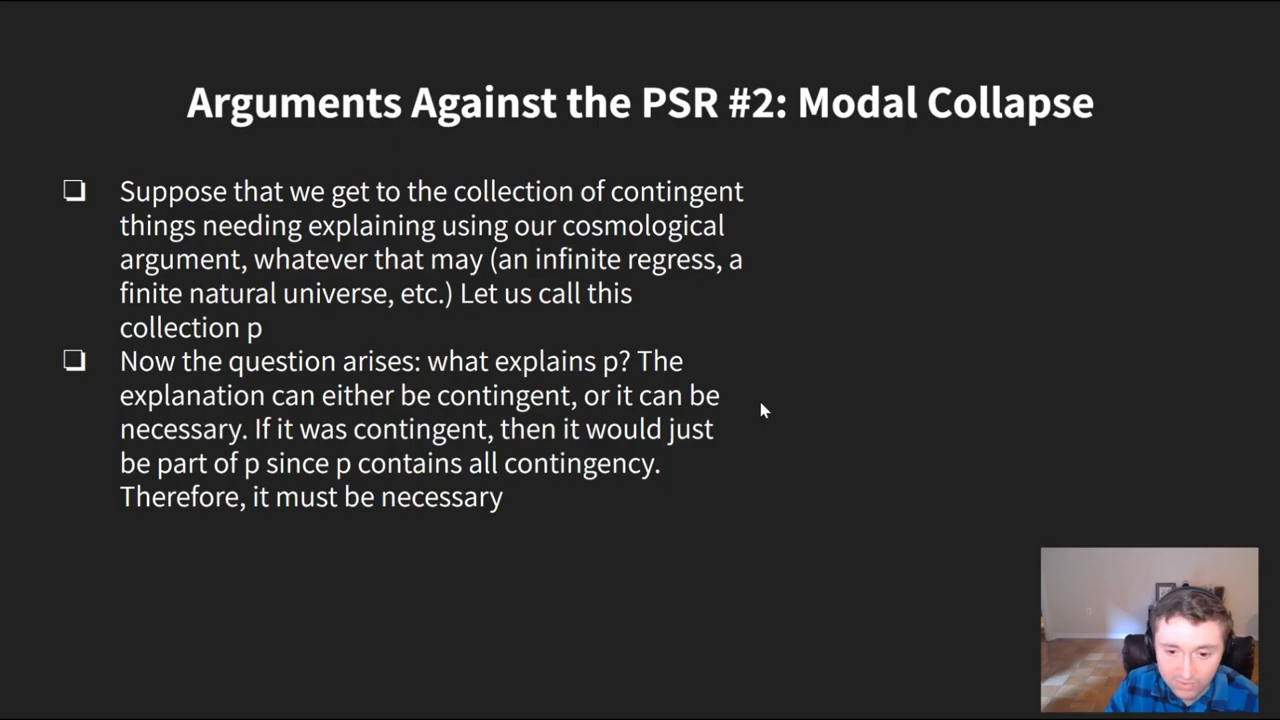 Arguments Against the PSR #2: Modal Collapse
Suppose that we get to the collection of contingent
things needing explaining using our cosmological
argument, whatever that may (an infinite regress, a
finite natural universe, etc.) Let us call this
collection p
Now the question arises: what explains p? The
explanation can either be contingent, or it can be
necessary. If it was contingent, then it would just
be part of p since p contains all contingency.
Therefore, it must be necessary